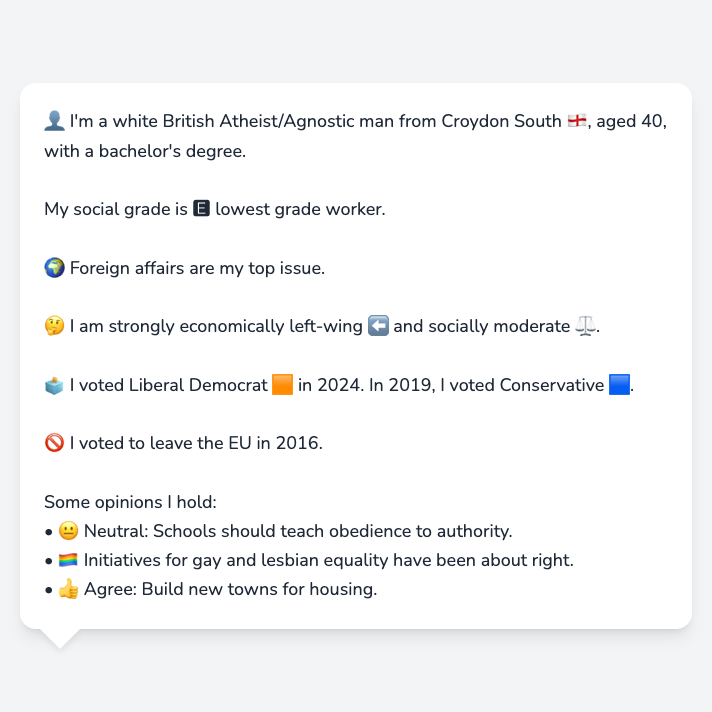 👤 I'm a white British Atheist/Agnostic man from Croydon South 🏴󠁧󠁢󠁥󠁮󠁧󠁿, aged 40,
with a bachelor's degree.
My social grade is 🅴 lowest grade worker.
🌍 Foreign affairs are my top issue.
🤔 I am strongly economically left-wing ⬅️ and socially moderate ⚖️.
🗳️ I voted Liberal Democrat 🟧 in 2024. In 2019, I voted Conservative 🟦.
🚫 I voted to leave the EU in 2016.
Some opinions I hold:
• 😐 Neutral: Schools should teach obedience to authority.
• 🏳️‍🌈 Initiatives for gay and lesbian equality have been about right.
• 👍 Agree: Build new towns for housing.